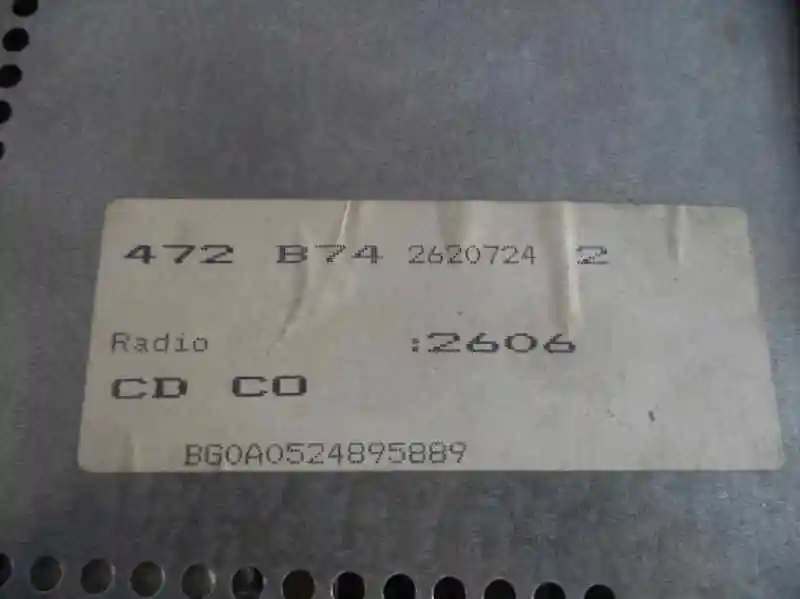 472 B74 2620724 2
Radio :2606
CD CO
BG0A0524895889